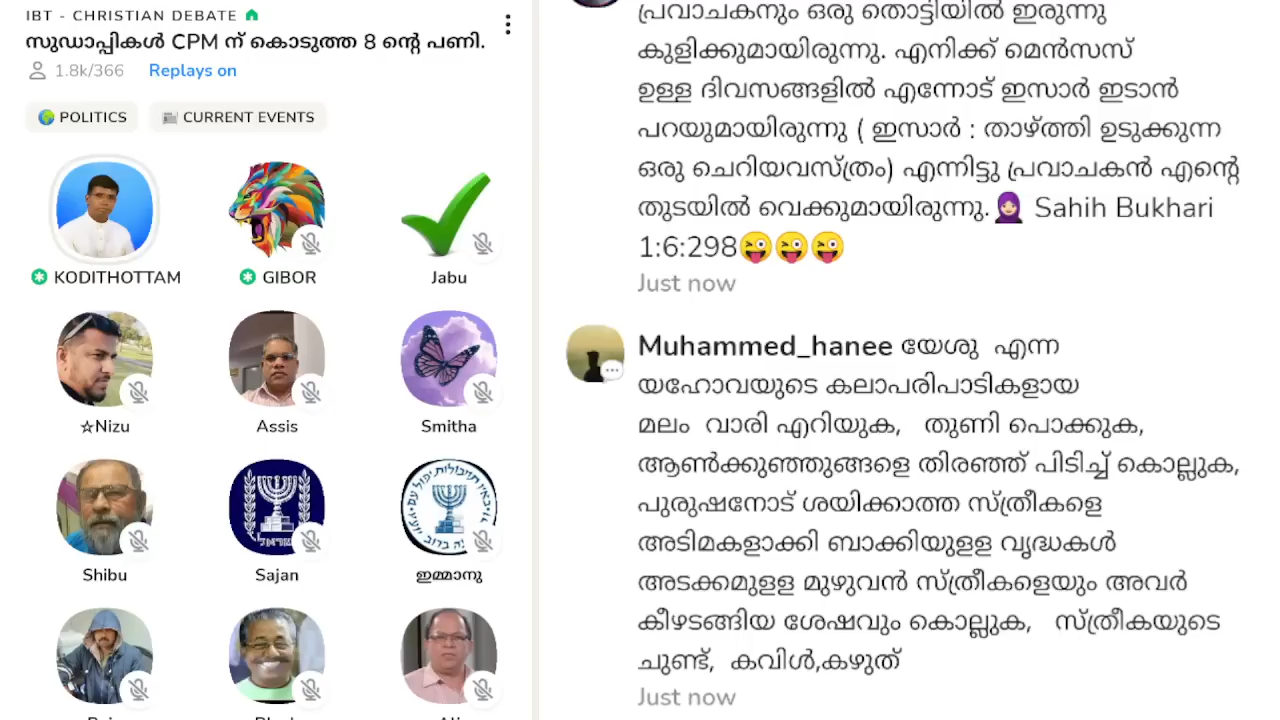 IBT - CHRISTIAN DEBATE
സുഡാപ്പികൾ CPM ന് കൊടുത്ത 8 ന്റെ പണി.
1.8k/366 Replays on
POLITICS CURRENT EVENTS
KODITHOTTAM GIBOR Jabu
☆Nizu Assis Smitha
Shibu Sajan ഇമ്മാനു
പ്രവാചകനും ഒരു തൊട്ടിയിൽ ഇരുന്നു
കുളിക്കുമായിരുന്നു. എനിക്ക് മെൻസസ്
ഉള്ള ദിവസങ്ങളിൽ എന്നോട് ഇസാർ ഇടാൻ
പറയുമായിരുന്നു ( ഇസാർ : താഴ്ത്തി ഉടുക്കുന്ന
ഒരു ചെറിയവസ്ത്രം) എന്നിട്ടു പ്രവാചകൻ എന്റെ
തുടയിൽ വെക്കുമായിരുന്നു.🧕 Sahih Bukhari
1:6:298😜😜😜
Just now
Muhammed_hanee യേശു എന്ന
യഹോവയുടെ കലാപരിപാടികളായ
മലം വാരി എറിയുക, തുണി പൊക്കുക,
ആൺക്കുഞ്ഞുങ്ങളെ തിരഞ്ഞ് പിടിച്ച് കൊല്ലുക,
പുരുഷനോട് ശയിക്കാത്ത സ്ത്രീകളെ
അടിമകളാക്കി ബാക്കിയുളള വൃദ്ധകൾ
അടക്കമുളള മുഴുവൻ സ്ത്രീകളെയും അവർ
കീഴടങ്ങിയ ശേഷവും കൊല്ലുക, സ്ത്രീകയുടെ
ചുണ്ട്, കവിൾ,കഴുത്
Just now